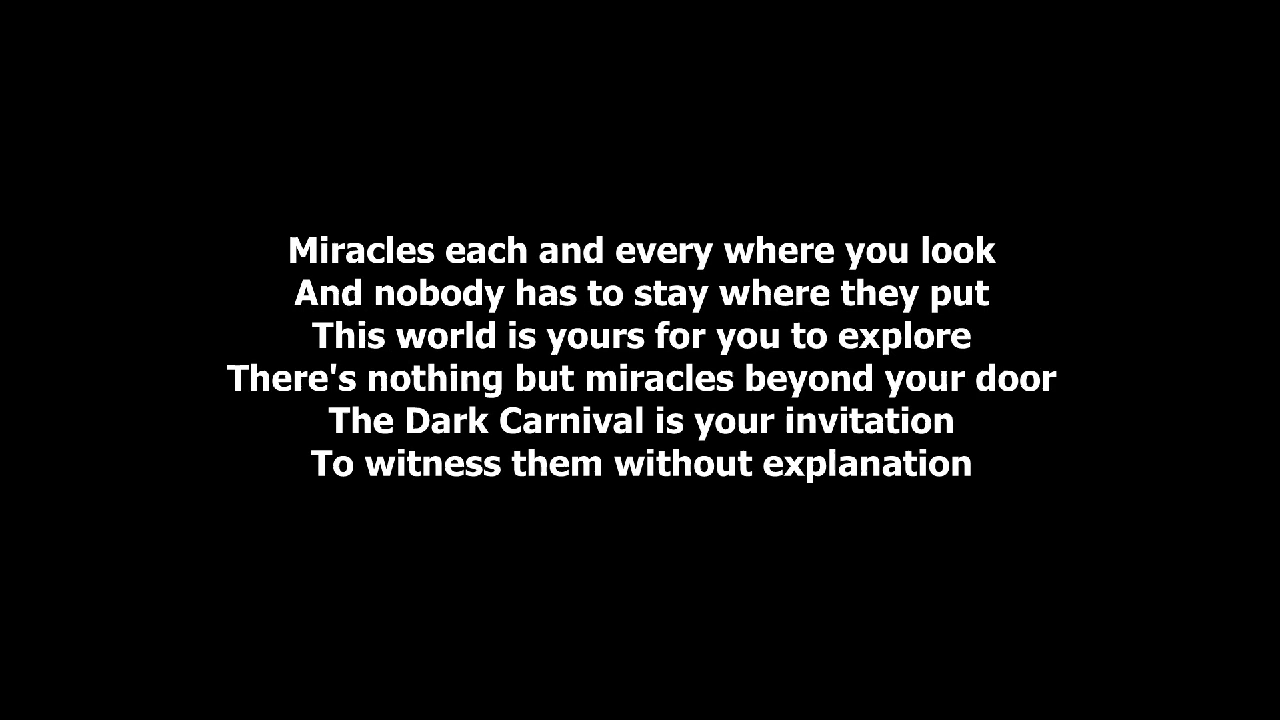 Miracles each and every where you look
And nobody has to stay where they put
This world is yours for you to explore
There's nothing but miracles beyond your door
The Dark Carnival is your invitation
To witness them without explanation